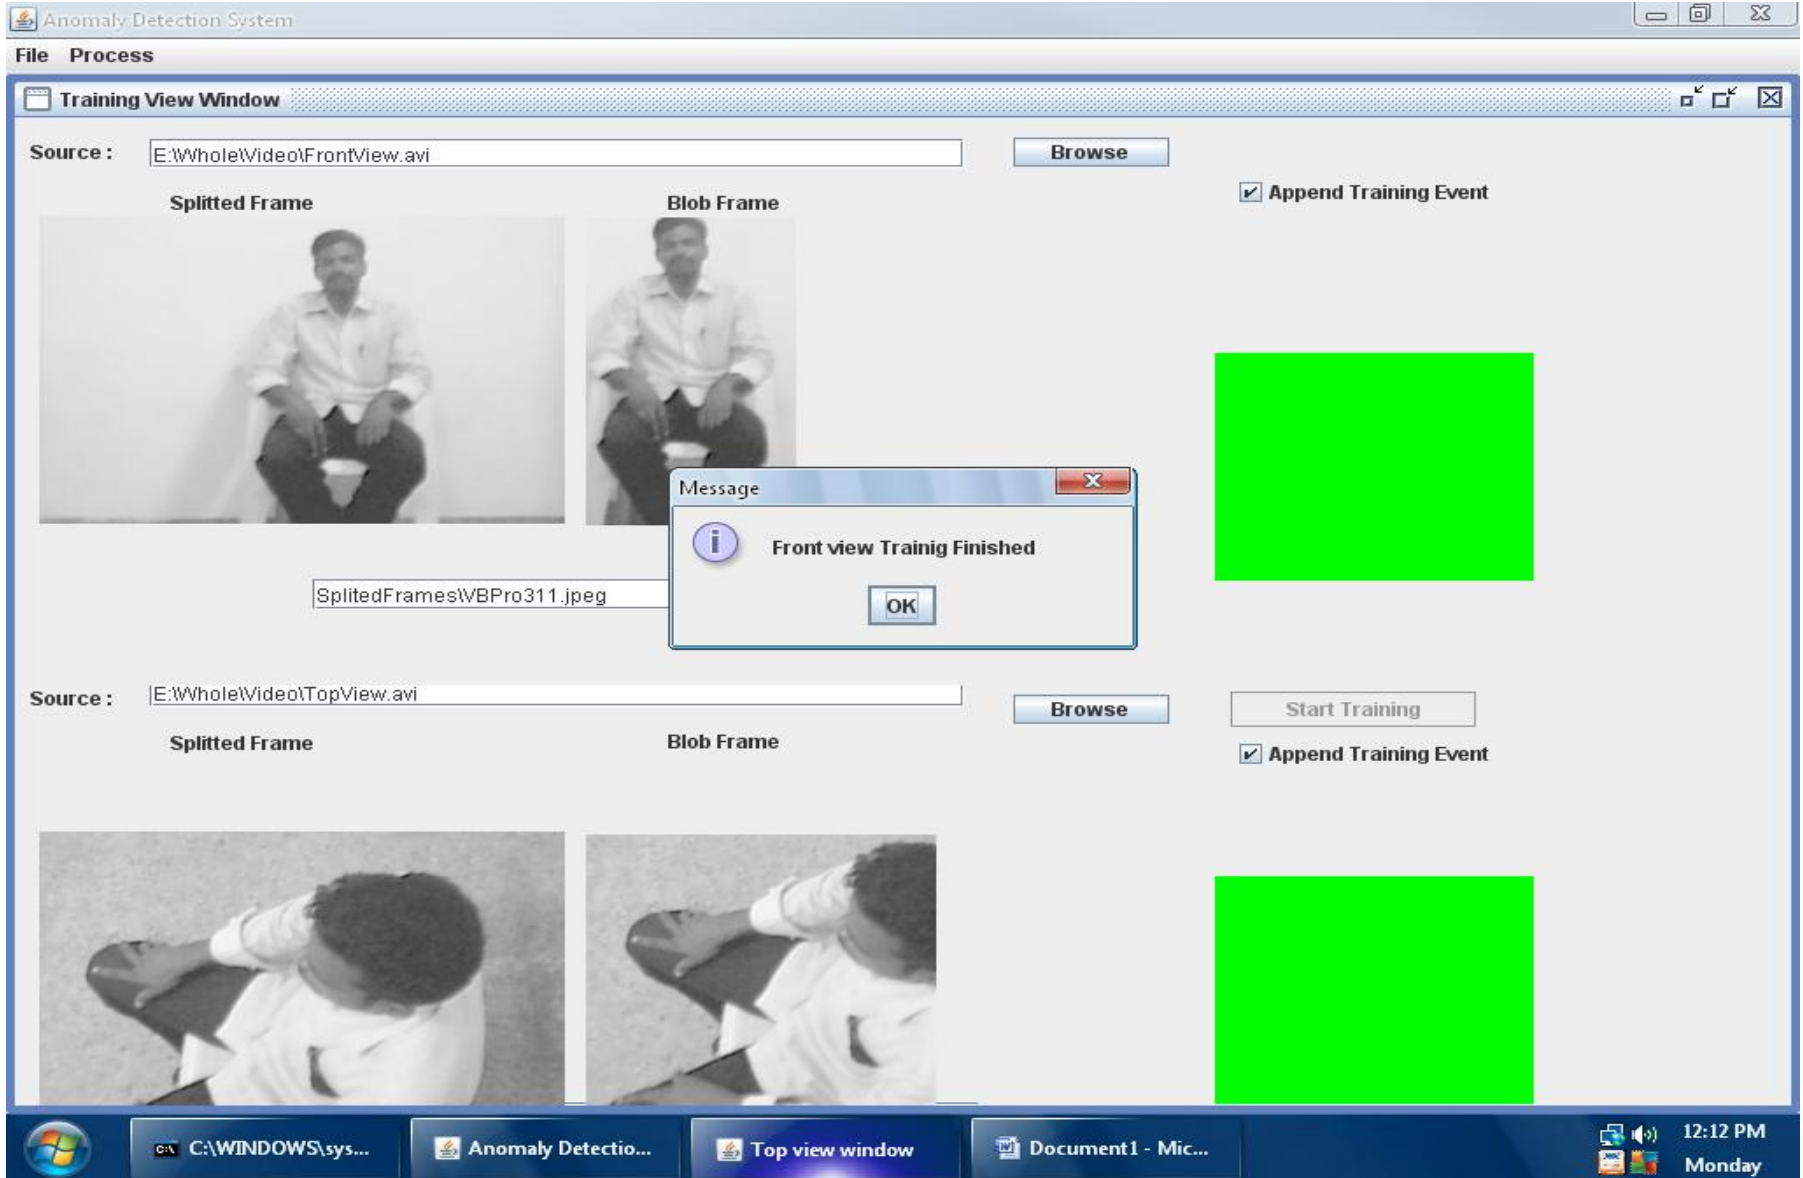 Anomaly Detection System
File Process
Training View Window
Source : E:\Whole\Video\FrontView.avi Browse
Append Training Event
Splitted Frame Blob Frame
Message
Front view Trainig Finished
OK
SplitedFrames\VBPro311.jpeg
Source : E:\Whole\Video\TopView.avi Browse Start Training
Splitted Frame Blob Frame
Append Training Event
C:\WINDOWS\sys... Anomaly Detectio... Top view window Document1 - Mic... 12:12 PM
Monday